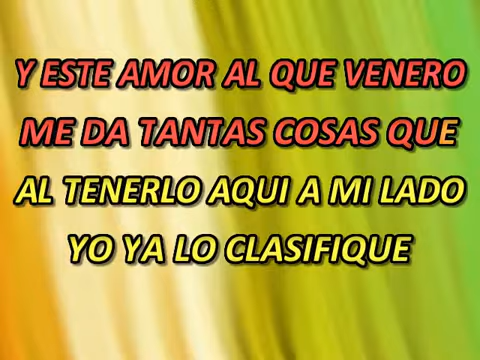 Y ESTE AMOR AL QUE VENERO
ME DA TANTAS COSAS QUE
AL TENERLO AQUI A MI LADO
YO YA LO CLASIFIQUE